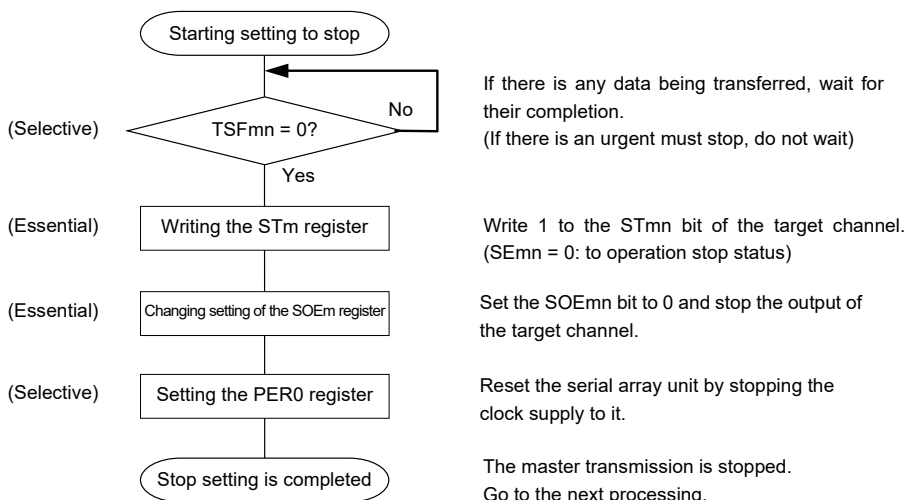 Starting setting to stop
No
If there is any data being transferred, wait for
their completion.
(If there is an urgent must stop, do not wait)
(Selective)
TSFmn = 0?
Yes
(Essential)
Writing the STm register
Write 1 to the STmn bit of the target channel.
(SEmn = 0: to operation stop status)
(Essential)
Changing setting of the SOEm register
Set the SOEmn bit to 0 and stop the output of
the target channel.
(Selective)
Setting the PER0 register
Reset the serial array unit by stopping the
clock supply to it.
Stop setting is completed
The master transmission is stopped.
Go to the next processing.